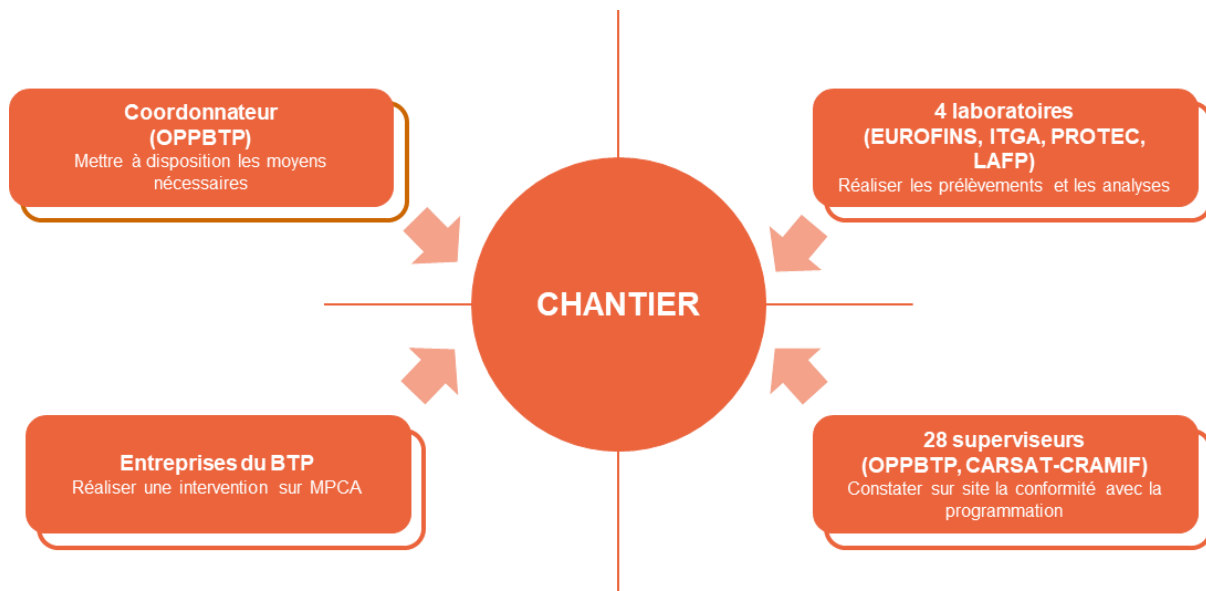 Coordonnateur
(OPPBTP)
Mettre à disposition les moyens
nécessaires
4 laboratoires
(EUROFINS, ITGA, PROTEC,
LAFP)
Réaliser les prélèvements et les analyses
CHANTIER
Entreprises du BTP
Réaliser une intervention sur MPCA
28 superviseurs
(OPPBTP, CARSAT-CRAMIF)
Constater sur site la conformité avec la
programmation